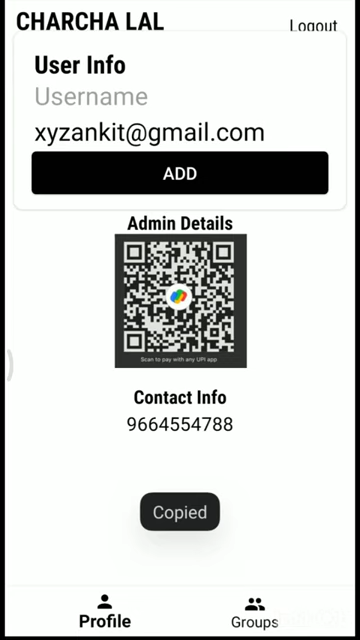 CHARCHA LAL
Logout
User Info
Username
xyzankit@gmail.com
ADD
Admin Details
Scan to pay with any UPI app
Contact Info
9664554788
Copied
Profile
Groups